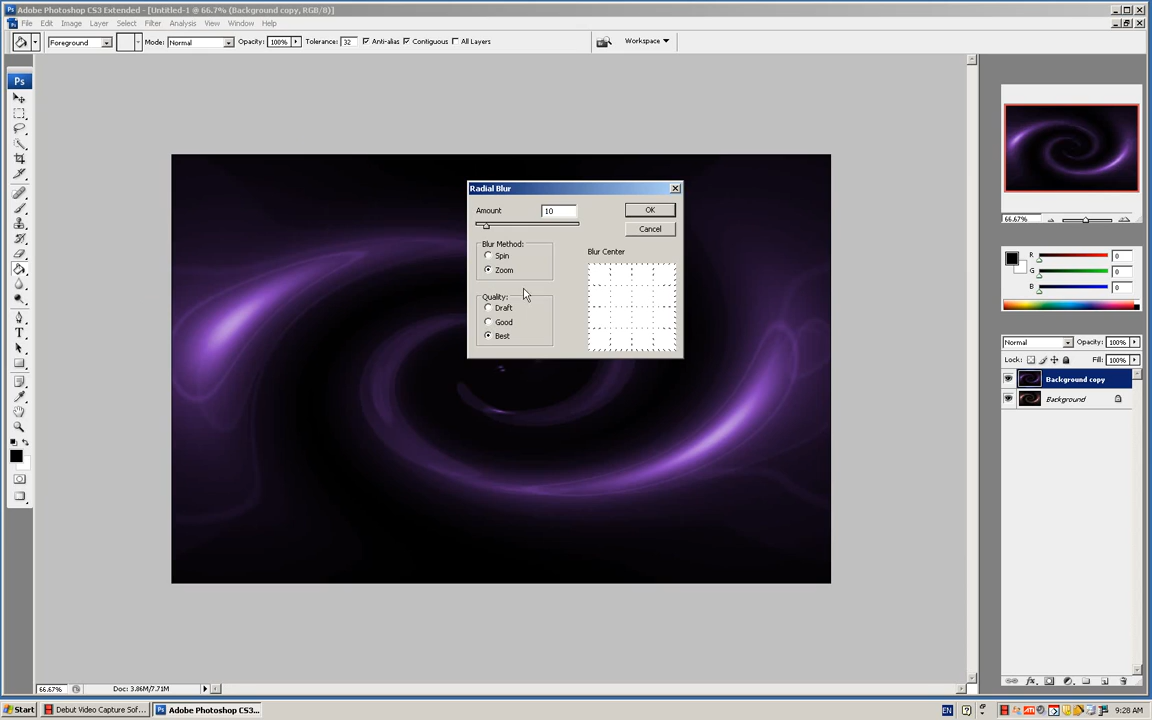 Adobe Photoshop CS3 Extended - [Untitled-1 @ 66.7% (Background copy, RGB/8)]
File Edit Image Layer Select Filter Analysis View Window Help
Foreground Mode: Normal Opacity: 100% Tolerance: 32 Anti-alias Contiguous All Layers Workspace
Ps
Radial Blur
Amount 10 OK
Cancel
Blur Method: Blur Center
Spin
Zoom
Quality:
Draft
Good
Best
66.67%
R 0
G 0
B 0
Normal Opacity: 100%
Lock: Fill: 100%
Background copy
Background
66.67% Doc: 3.86M/7.71M
Start Debut Video Capture Sof... Adobe Photoshop CS3... EN 9:28 AM